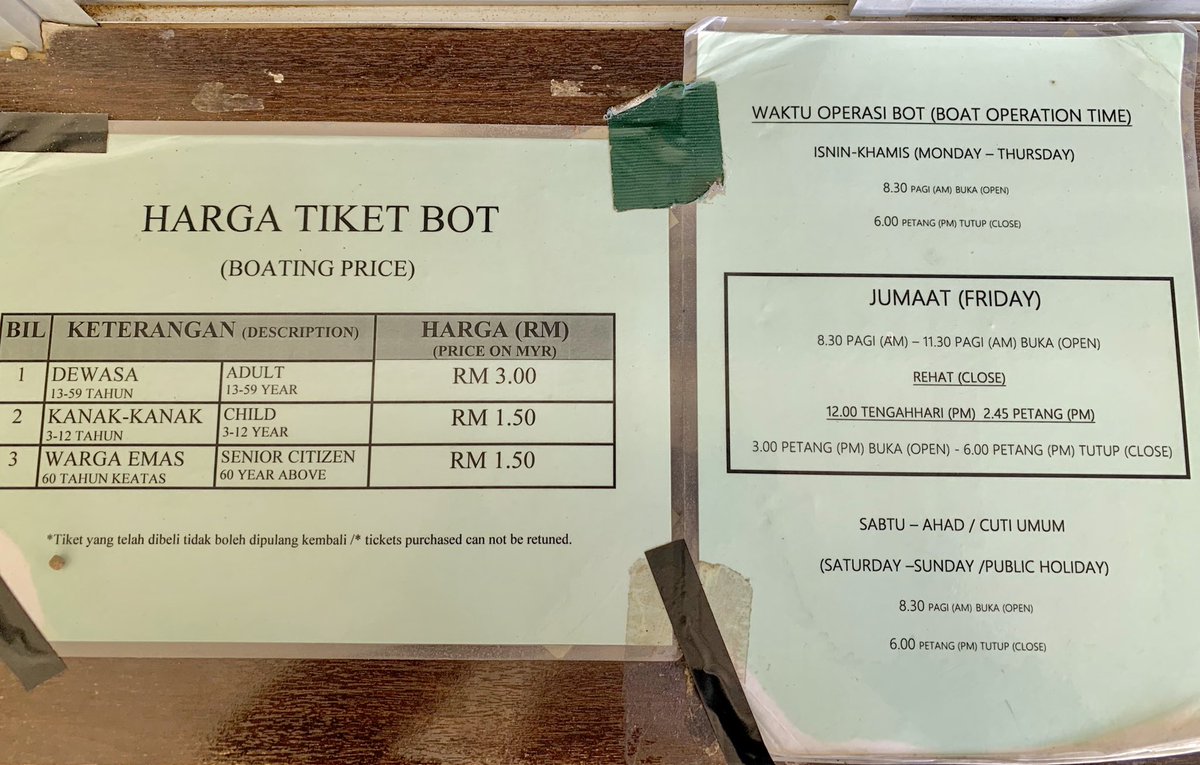 HARGA TIKET BOT
(BOATING PRICE)
BIL KETERANGAN (DESCRIPTION) HARGA (RM)
(PRICE ON MYR)
1 DEWASA ADULT RM 3.00
13-59 TAHUN 13-59 YEAR
2 KANAK-KANAK CHILD RM 1.50
3-12 TAHUN 3-12 YEAR
3 WARGA EMAS SENIOR CITIZEN RM 1.50
60 TAHUN KEATAS 60 YEAR ABOVE
*Tiket yang telah dibeli tidak boleh dipulang kembali /* tickets purchased can not be retuned.
WAKTU OPERASI BOT (BOAT OPERATION TIME)
ISNIN-KHAMIS (MONDAY – THURSDAY)
8.30 PAGI (AM) BUKA (OPEN)
6.00 PETANG (PM) TUTUP (CLOSE)
JUMAAT (FRIDAY)
8.30 PAGI (AM) – 11.30 PAGI (AM) BUKA (OPEN)
REHAT (CLOSE)
12.00 TENGAHHARI (PM) 2.45 PETANG (PM)
3.00 PETANG (PM) BUKA (OPEN) - 6.00 PETANG (PM) TUTUP (CLOSE)
SABTU – AHAD / CUTI UMUM
(SATURDAY –SUNDAY /PUBLIC HOLIDAY)
8.30 PAGI (AM) BUKA (OPEN)
6.00 PETANG (PM) TUTUP (CLOSE)